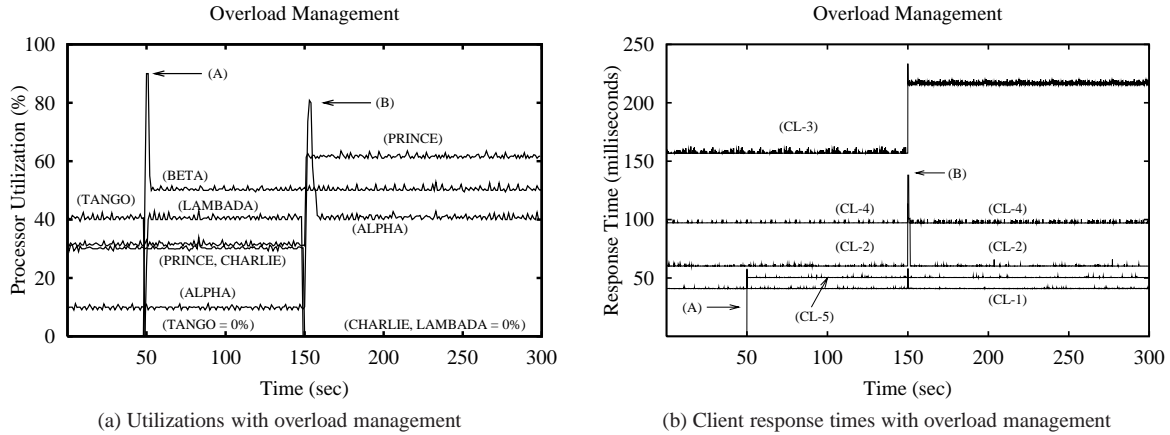 Overload Management
100
80
60
40
20
0
50
100
150
200
250
300
Processor Utilization (%)
Time (sec)
(A)
(B)
(PRINCE)
(BETA)
(TANGO)
(LAMBADA)
(ALPHA)
(PRINCE, CHARLIE)
(ALPHA)
(TANGO = 0%)
(CHARLIE, LAMBADA = 0%)
(a) Utilizations with overload management
Overload Management
250
200
150
100
50
50
100
150
200
250
300
Response Time (milliseconds)
Time (sec)
(CL-3)
(B)
(CL-4)
(CL-4)
(CL-2)
(CL-2)
(A)
(CL-5)
(CL-1)
(b) Client response times with overload management